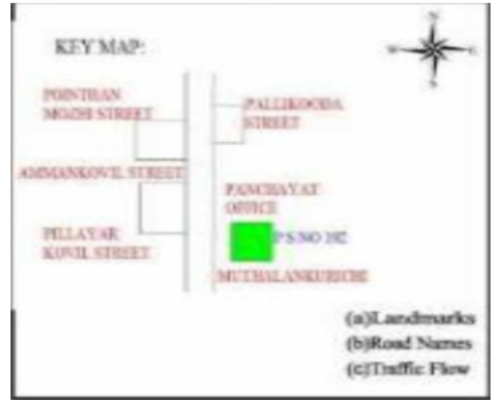 N
KEY MAP:
MOZHI STREET
PALLIKOODA
STREET
AMMANKOVIL STREET
PANCHAYAT
OFFICE
PILLAYAR
KOVIL STREET
P S NO 192
MUTHALANKURICHI
(a)Landmarks
(b)Road Names
(c)Traffic Flow